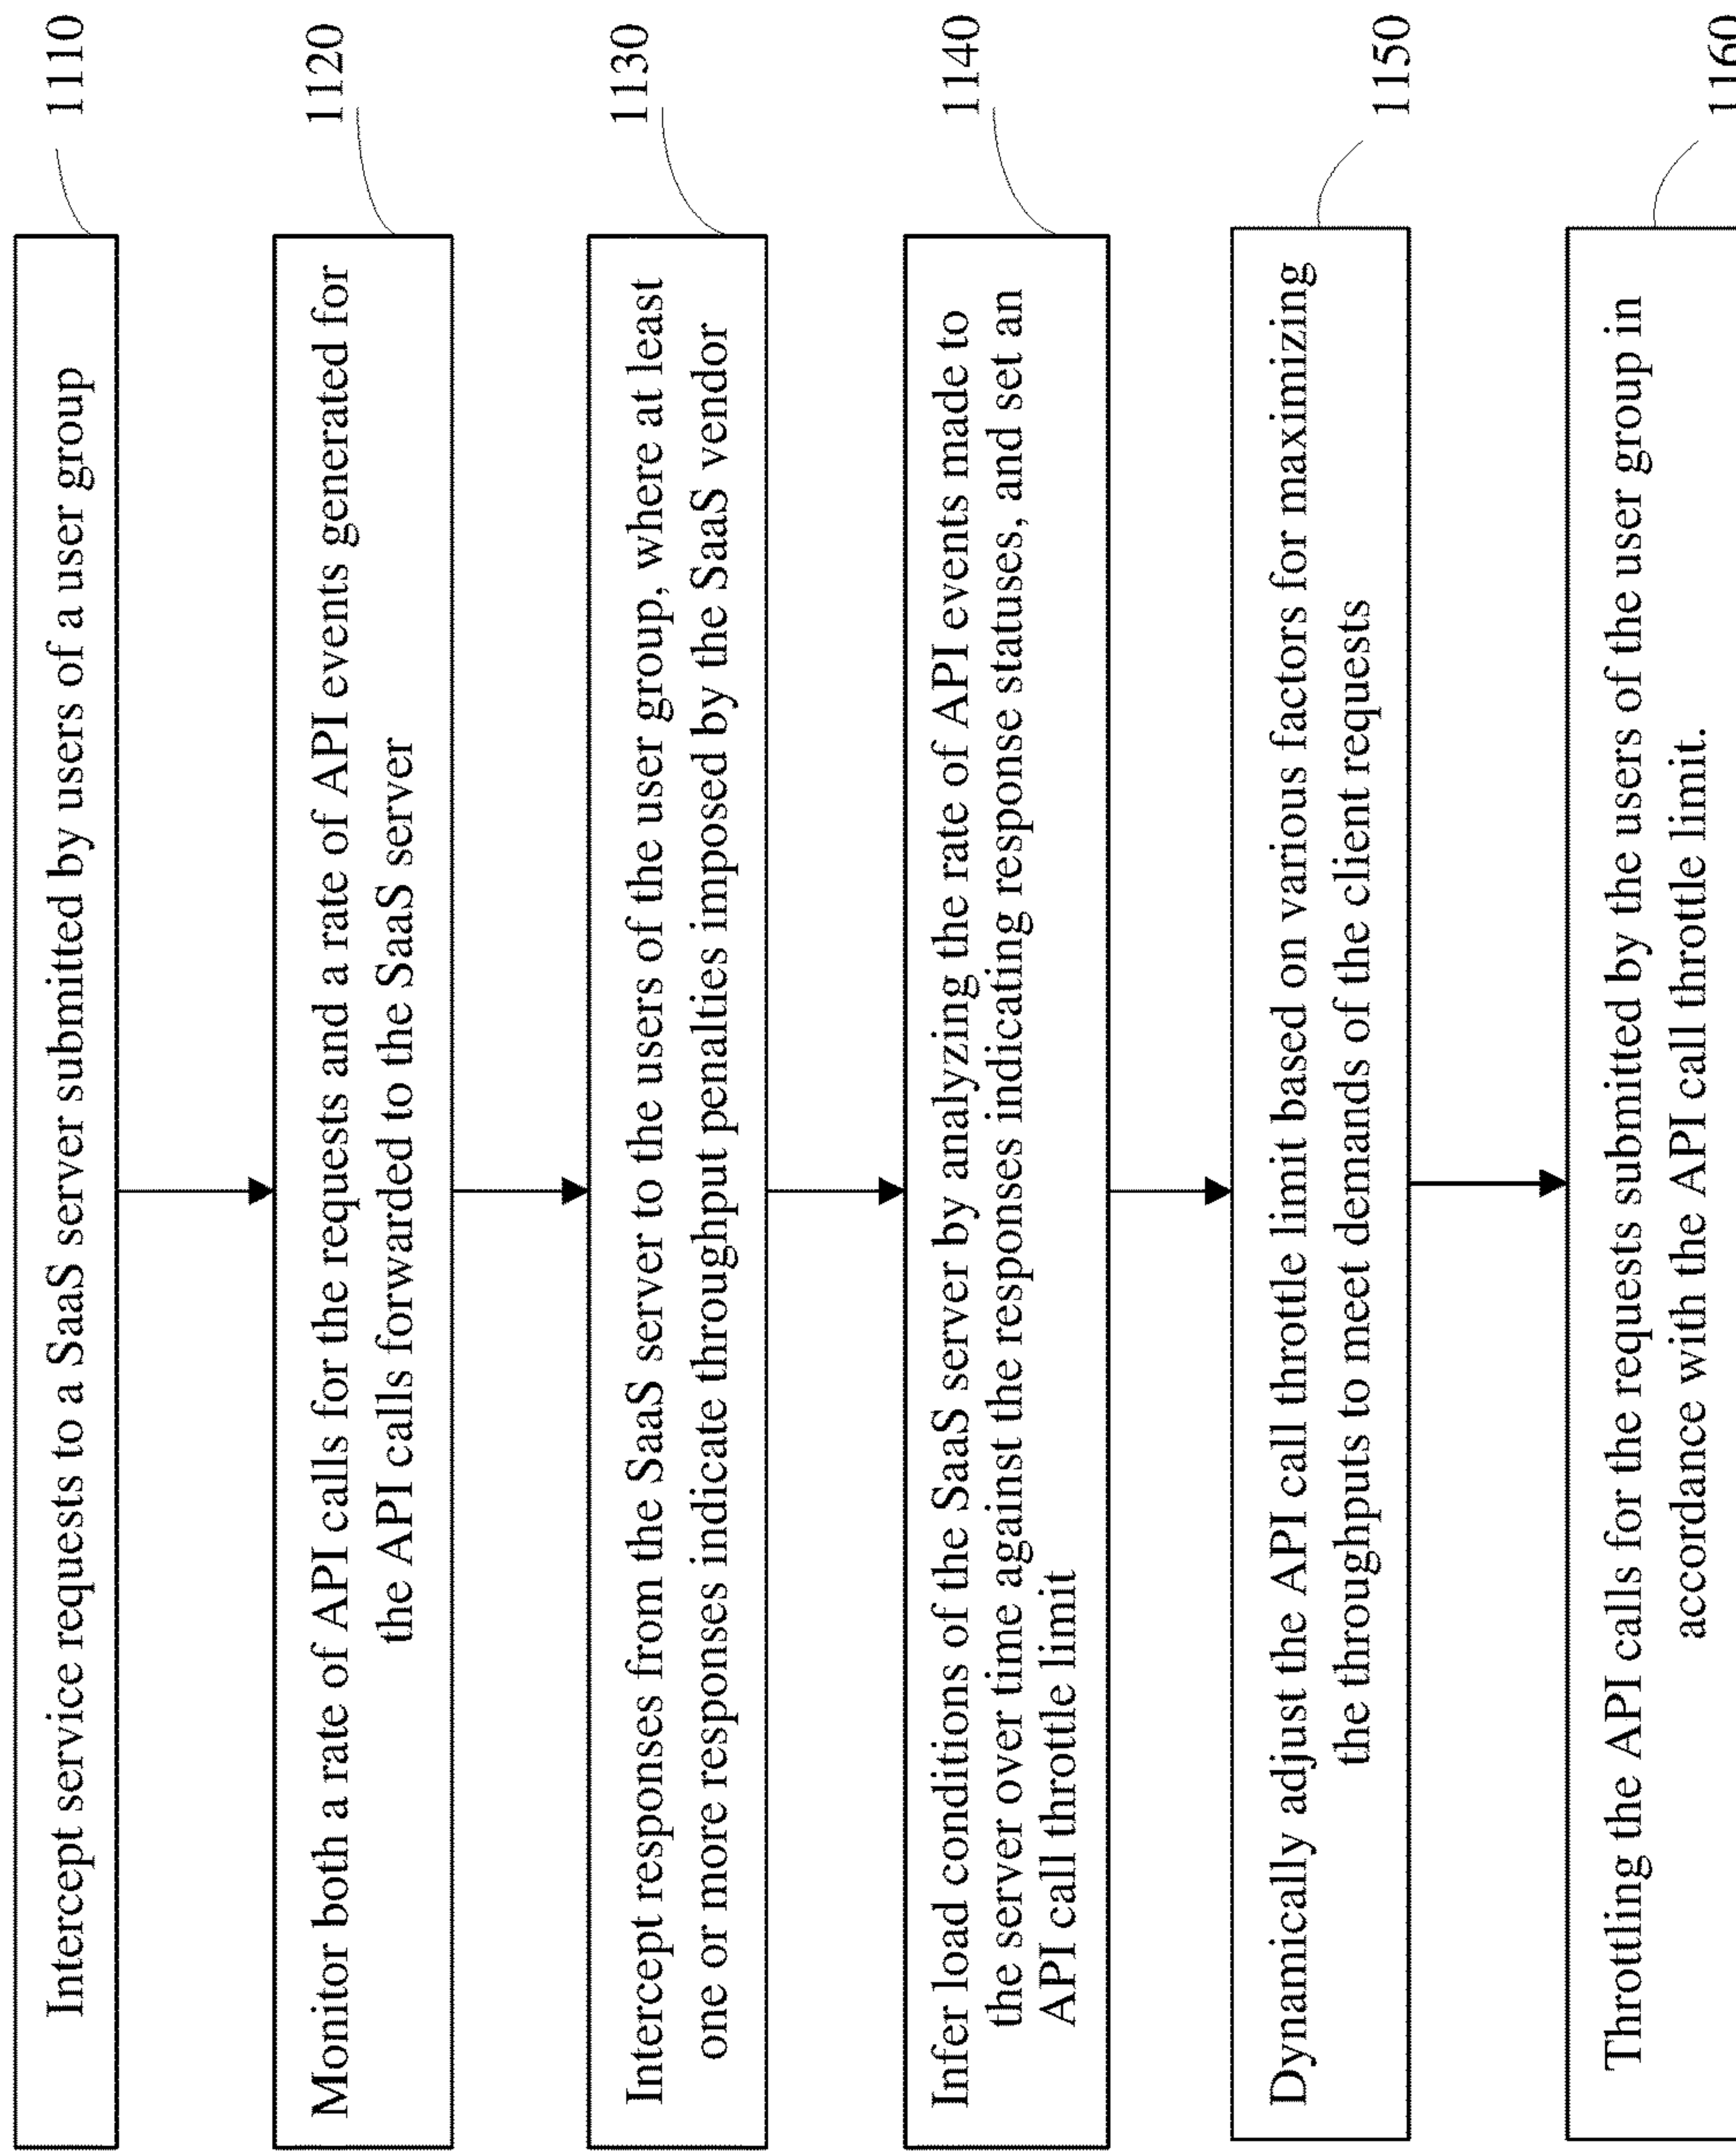 Intercept service requests to a SaaS server submitted by users of a user group
1110
Monitor both a rate of API calls for the requests and a rate of API events generated for
the API calls forwarded to the SaaS server
1120
Intercept responses from the SaaS server to the users of the user group, where at least
one or more responses indicate throughput penalties imposed by the SaaS vendor
1130
Infer load conditions of the SaaS server by analyzing the rate of API events made to
the server over time against the responses indicating response statuses, and set an
API call throttle limit
1140
Dynamically adjust the API call throttle limit based on various factors for maximizing
the throughputs to meet demands of the client requests
1150
Throttling the API calls for the requests submitted by the users of the user group in
accordance with the API call throttle limit.
1160